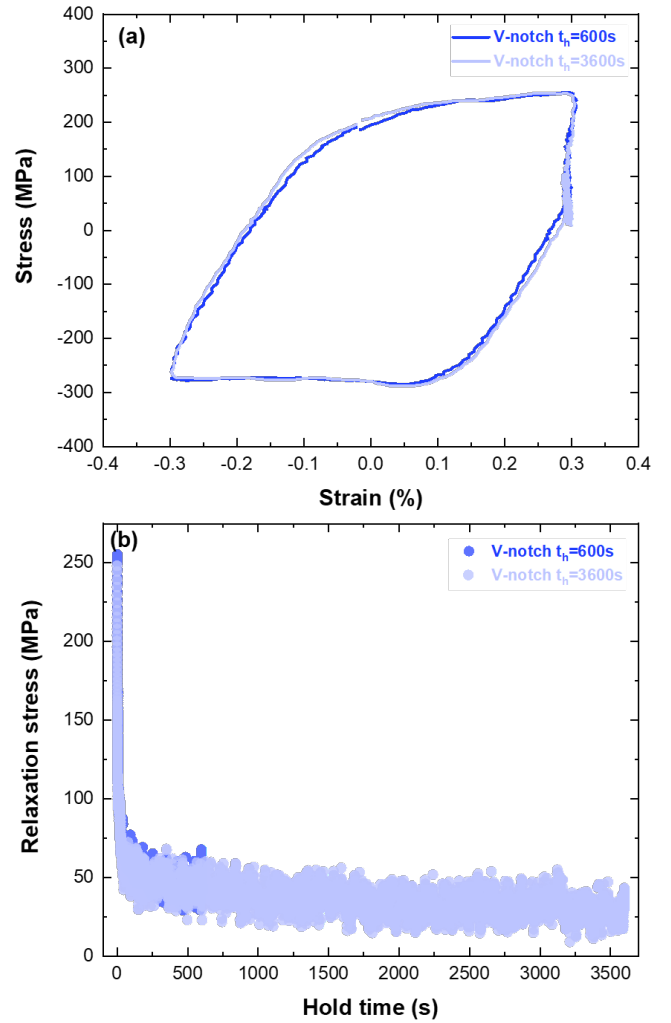 (a)
V-notch tₕ=600s
V-notch tₕ=3600s
400
300
200
100
0
-100
-200
-300
-400
Stress (MPa)
-0.4 -0.3 -0.2 -0.1 0.0 0.1 0.2 0.3 0.4
Strain (%)
(b)
V-notch tₕ=600s
V-notch tₕ=3600s
250
200
150
100
50
0
Relaxation stress (MPa)
0 500 1000 1500 2000 2500 3000 3500
Hold time (s)